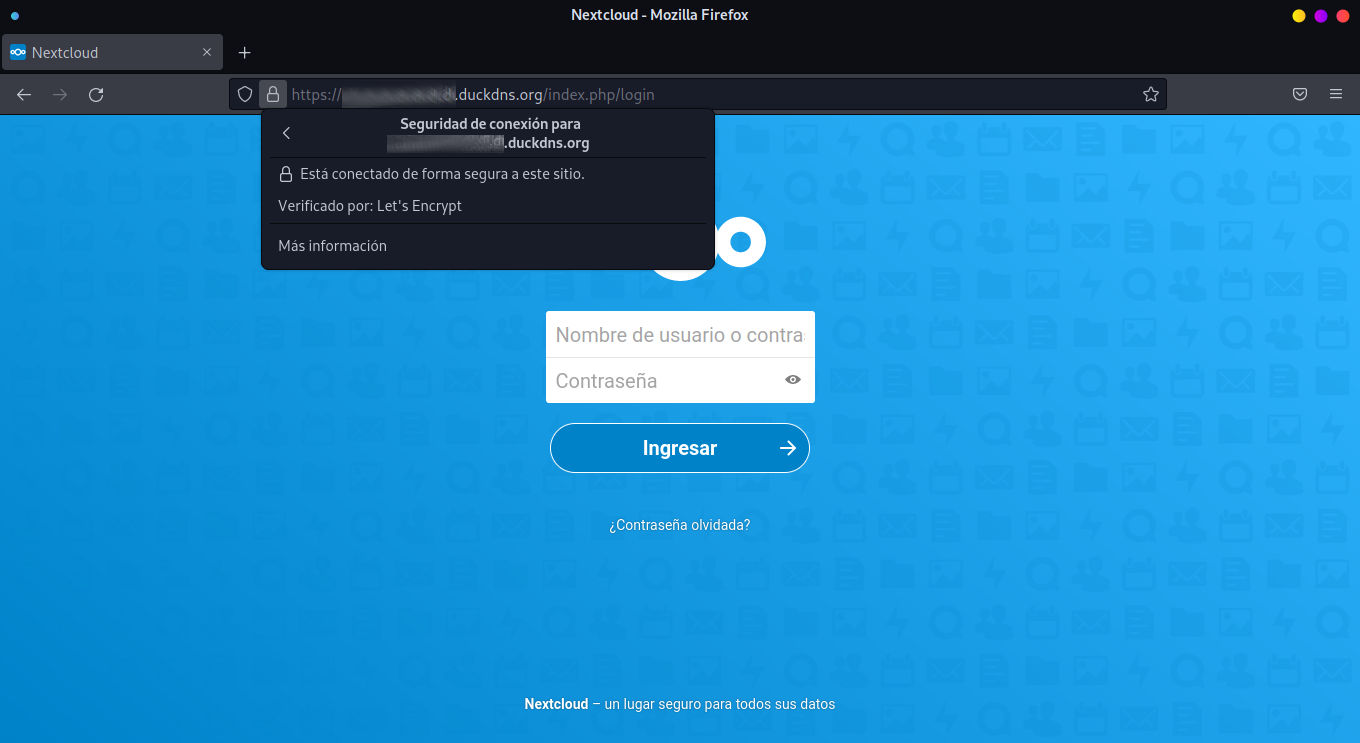 Nextcloud - Mozilla Firefox
Nextcloud
https:// .duckdns.org/index.php/login
Seguridad de conexión para
.duckdns.org
Está conectado de forma segura a este sitio.
Verificado por: Let's Encrypt
Más información
Nombre de usuario o contra
Contraseña
Ingresar
¿Contraseña olvidada?
Nextcloud – un lugar seguro para todos sus datos